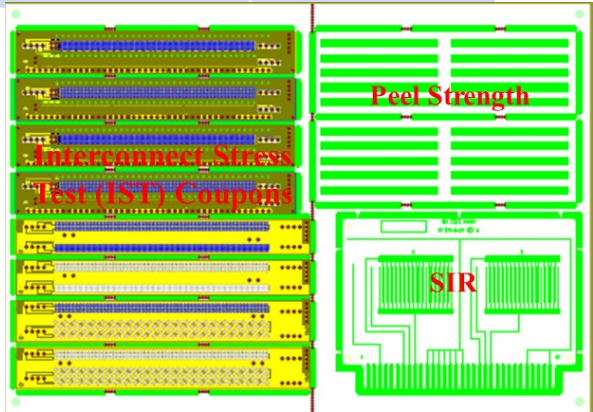 Peel Strength
Interconnect Stress
Test (IST) Coupons
SIR